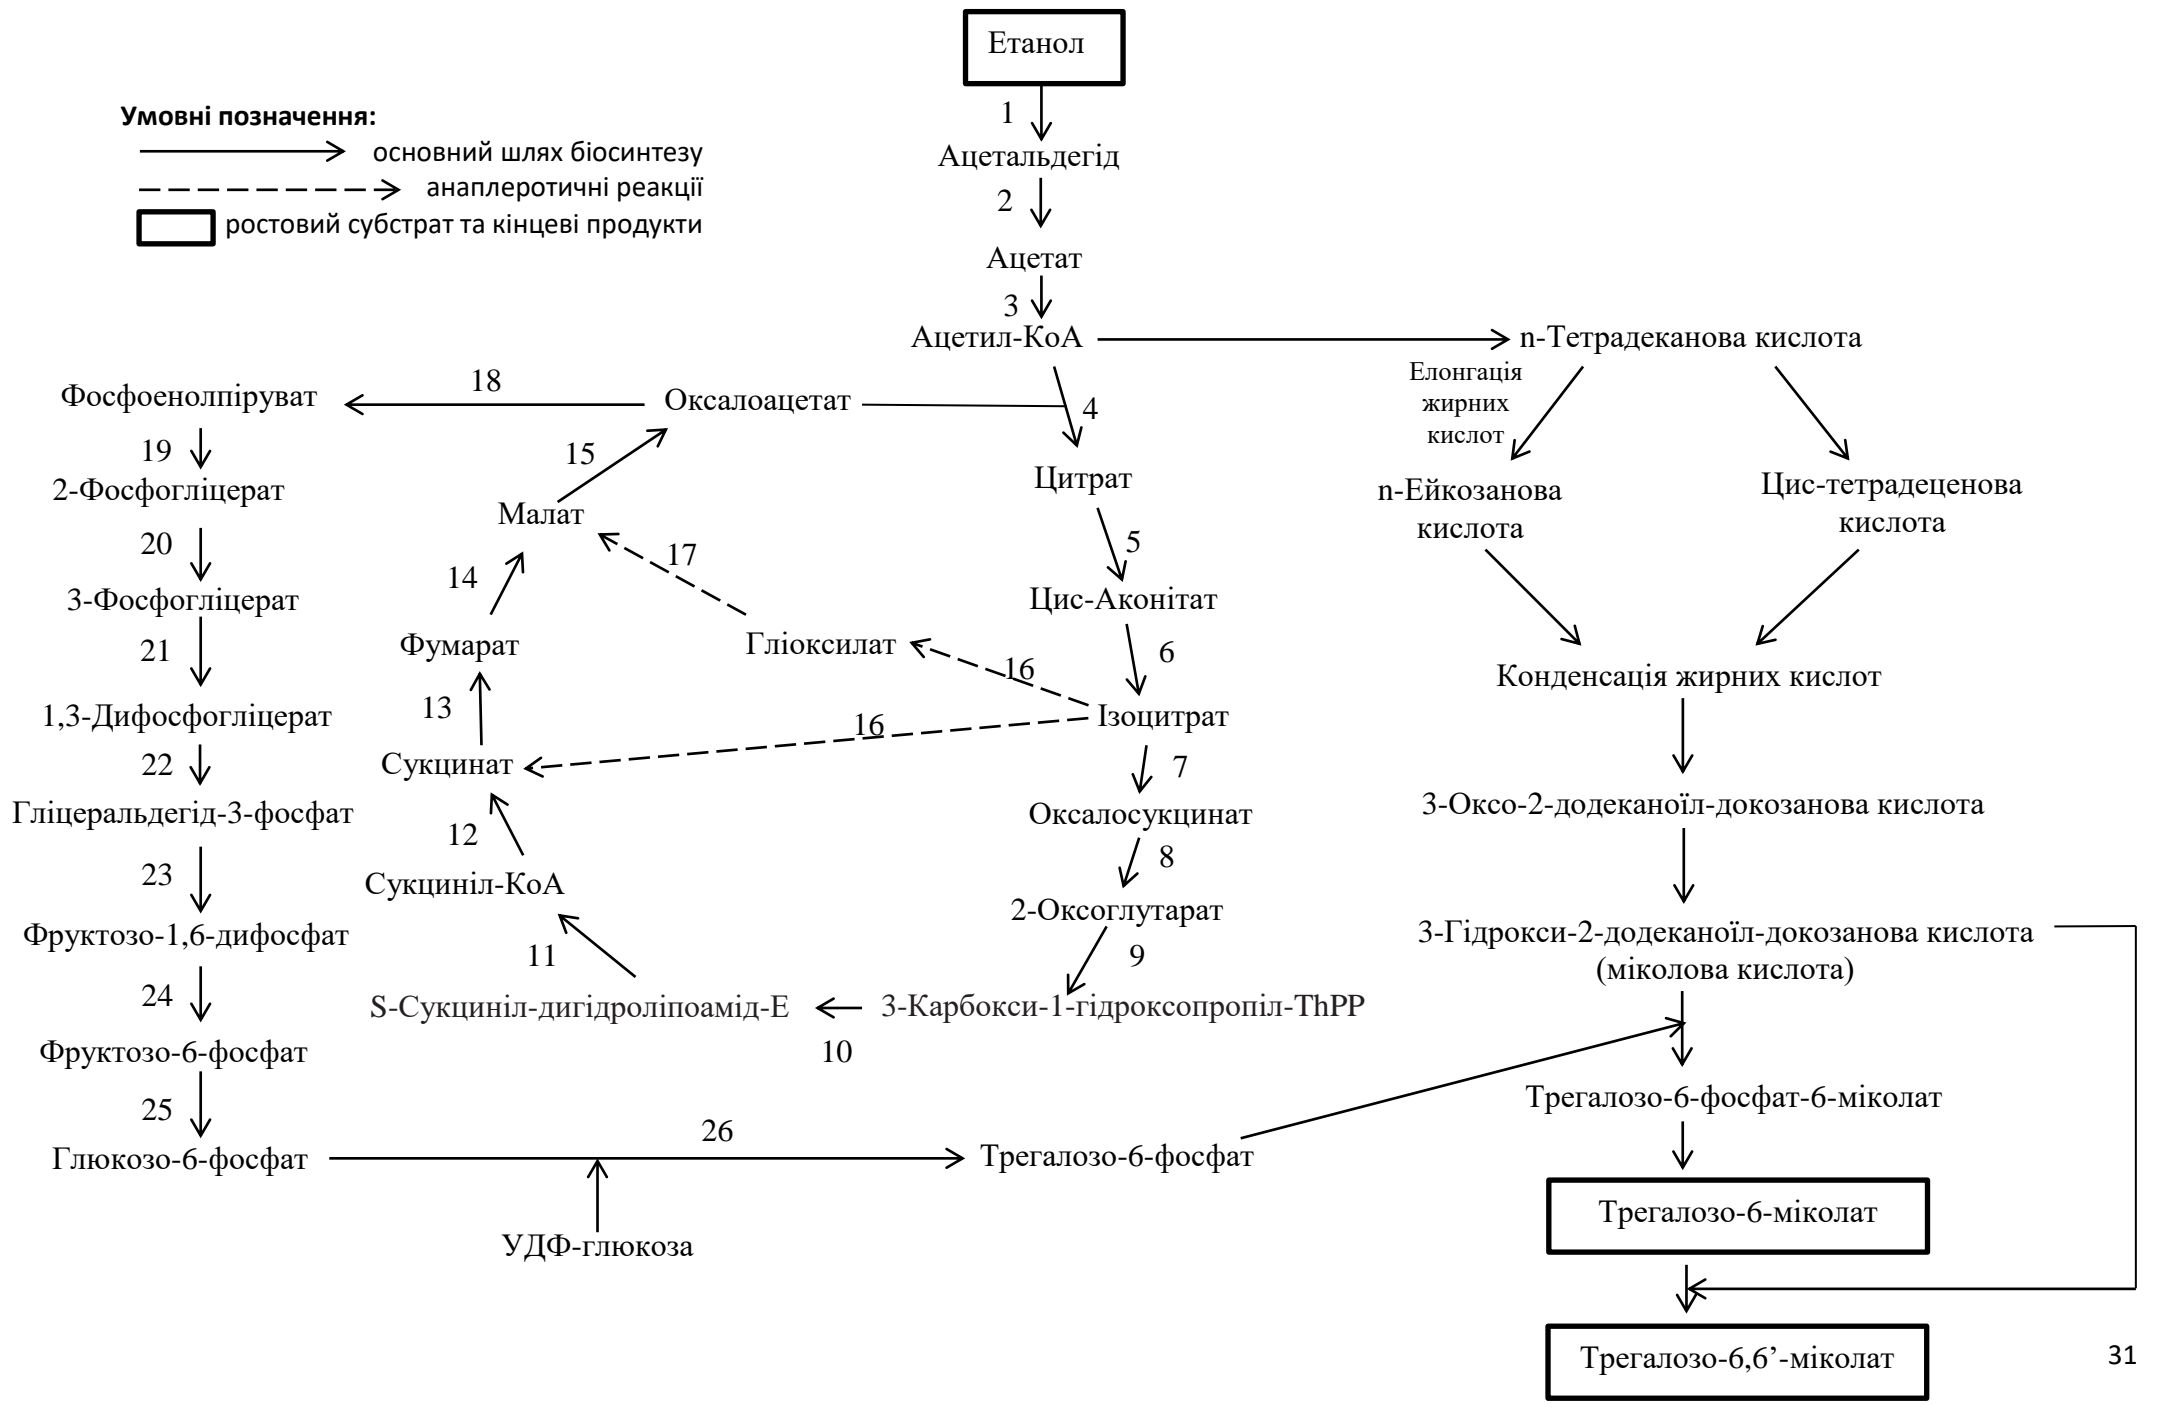 Етанол
Умовні позначення:
основний шлях біосинтезу
анаплеротичні реакції
ростовий субстрат та кінцеві продукти
1
Ацетальдегід
2
Ацетат
3
Ацетил-КоА
n-Тетрадеканова кислота
Елонгація
жирних
кислот
n-Ейкозанова
кислота
Цис-тетрадеценова
кислота
Конденсація жирних кислот
3-Оксо-2-додеканоїл-докозанова кислота
3-Гідрокси-2-додеканоїл-докозанова кислота
(міколова кислота)
Оксалоацетат
4
Цитрат
5
Цис-Аконітат
6
Ізоцитрат
7
Оксалосукцинат
8
2-Оксоглутарат
9
3-Карбокси-1-гідроксопропіл-ThPP
10
S-Сукциніл-дигідроліпоамід-Е
11
Сукциніл-КоА
12
Сукцинат
13
Фумарат
14
Малат
15
16
16
Гліоксилат
17
18
Фосфоенолпіруват
19
2-Фосфогліцерат
20
3-Фосфогліцерат
21
1,3-Дифосфогліцерат
22
Гліцеральдегід-3-фосфат
23
Фруктозо-1,6-дифосфат
24
Фруктозо-6-фосфат
25
Глюкозо-6-фосфат
26
УДФ-глюкоза
Трегалозо-6-фосфат
Трегалозо-6-фосфат-6-міколат
Трегалозо-6-міколат
Трегалозо-6,6’-міколат
31